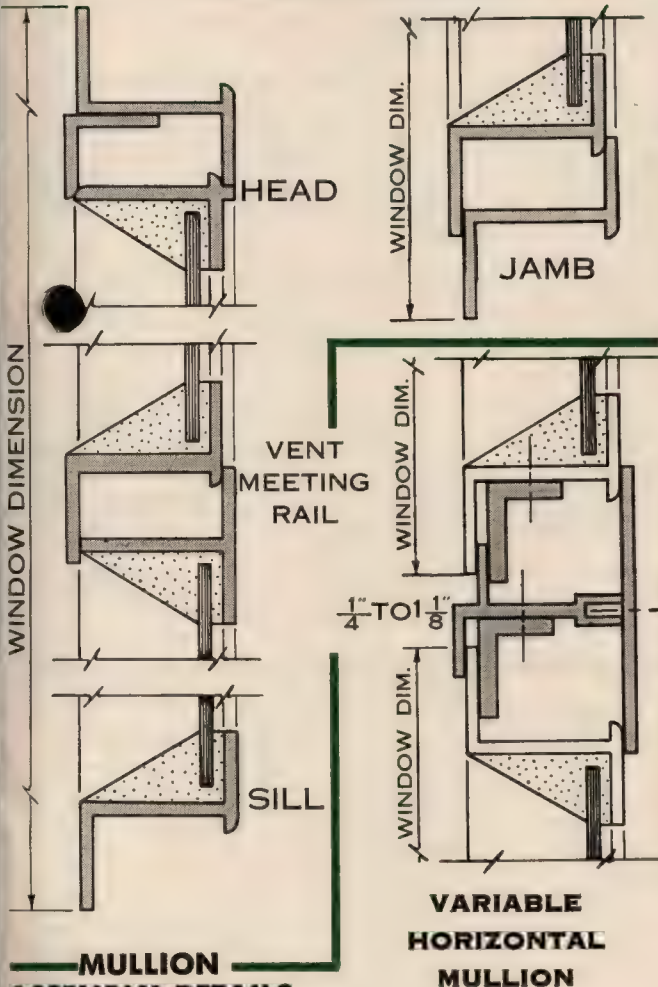 WINDOW DIMENSION
HEAD
VENT
MEETING
RAIL
SILL
MULLION
WINDOW DIM.
JAMB
WINDOW DIM.
1/4" TO 1 1/8"
WINDOW DIM.
VARIABLE
HORIZONTAL
MULLION